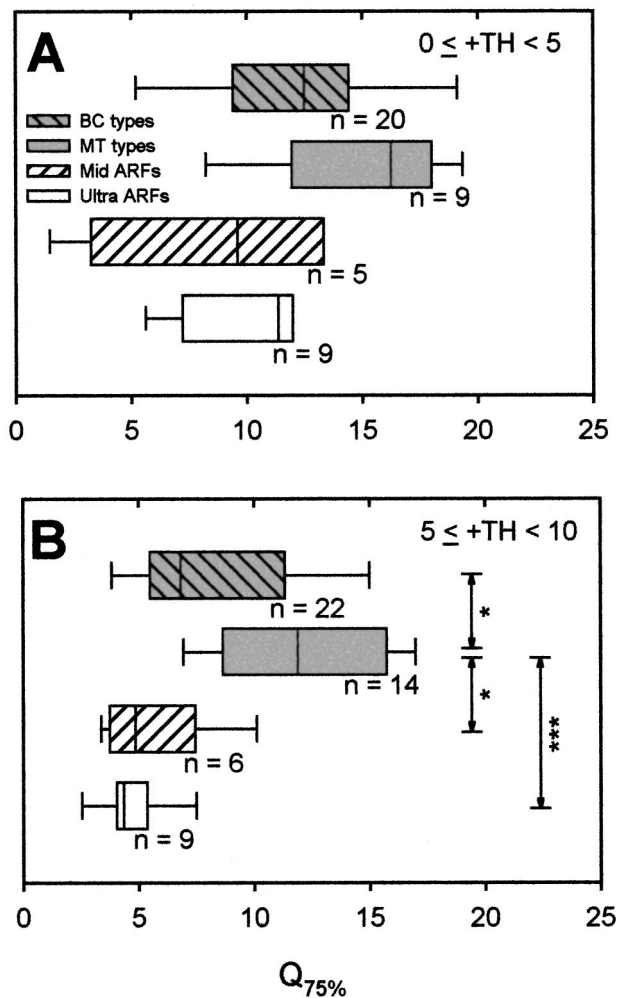 A
0 ≤ +TH < 5
BC types
MT types
Mid ARFs
Ultra ARFs
n = 20
n = 9
n = 5
n = 9
0 5 10 15 20 25
B
5 ≤ +TH < 10
n = 22
n = 14
n = 6
n = 9
*
*
***
0 5 10 15 20 25
Q75%